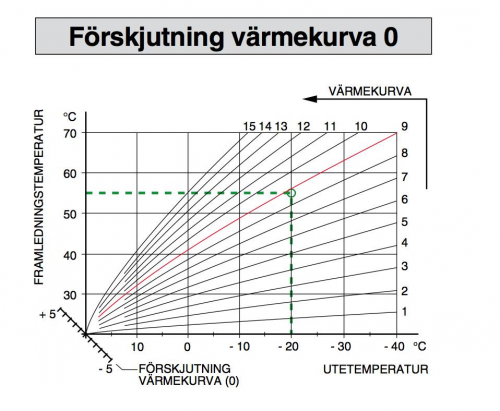 Förskjutning värmekurva 0
VÄRMEKURVA
°C
FRAMLEDNINGSTEMPERATUR
15 14 13 12 11 10 9
70
8
60
7
6
50
5
40
4
3
30
2
1
+ 5
- 5
10 0 - 10 - 20 - 30 - 40 °C
FÖRSKJUTNING
VÄRMEKURVA (0)
UTETEMPERATUR